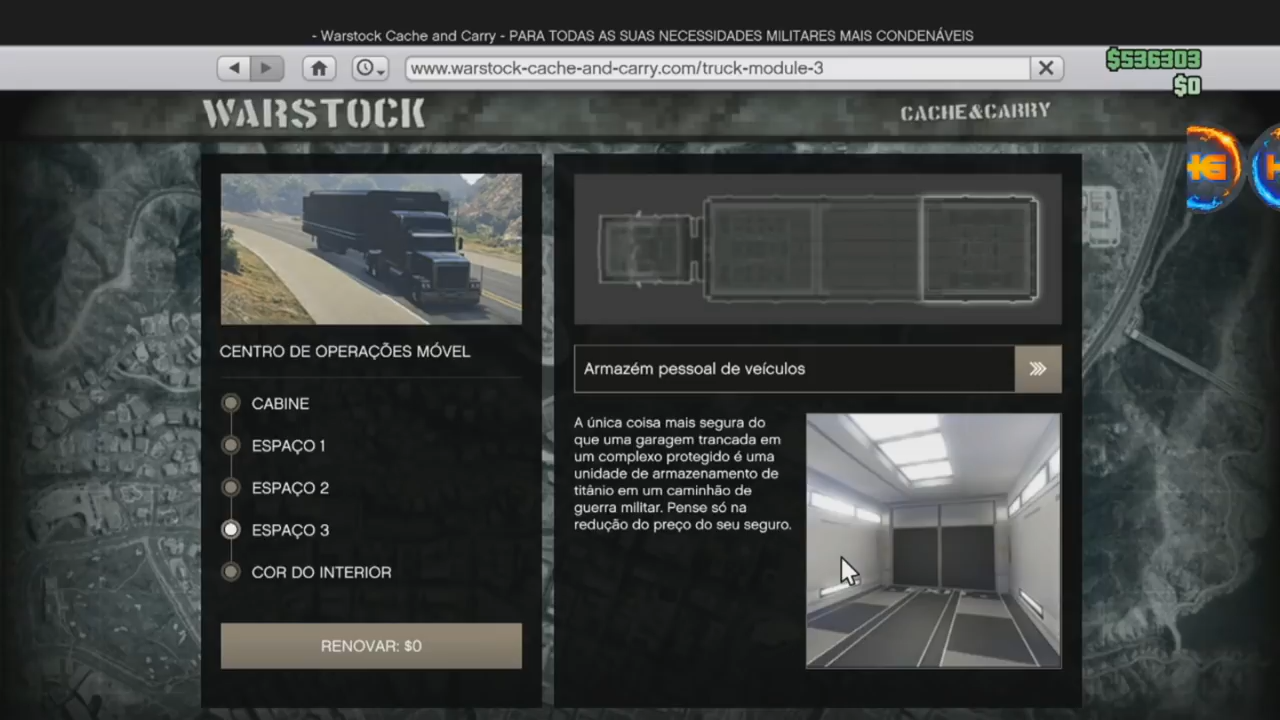 - Warstock Cache and Carry - PARA TODAS AS SUAS NECESSIDADES MILITARES MAIS CONDENÁVEIS
www.warstock-cache-and-carry.com/truck-module-3
$536303
$0
WARSTOCK
CACHE&CARRY
HG
H
CENTRO DE OPERAÇÕES MÓVEL
CABINE
ESPAÇO 1
ESPAÇO 2
ESPAÇO 3
COR DO INTERIOR
RENOVAR: $0
Armazém pessoal de veículos
A única coisa mais segura do
que uma garagem trancada em
um complexo protegido é uma
unidade de armazenamento de
titânio em um caminhão de
guerra militar. Pense só na
redução do preço do seu seguro.